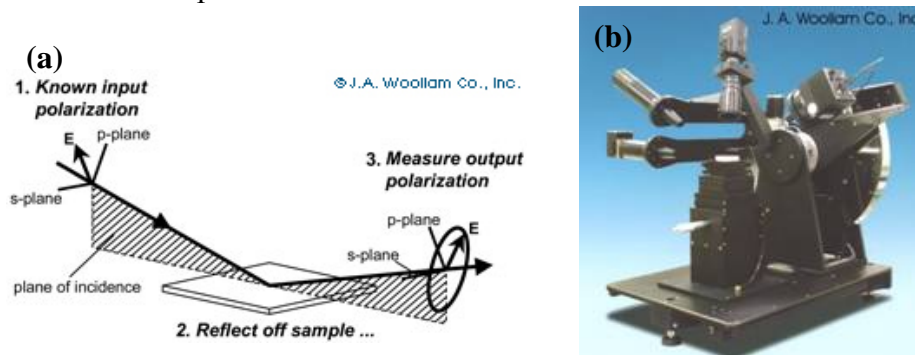 (a)
1. Known input
polarization
E
p-plane
s-plane
plane of incidence
2. Reflect off sample ...
©J.A. Woollam Co., Inc.
3. Measure output
polarization
p-plane
E
s-plane
(b)
J. A. Woollam Co., Inc